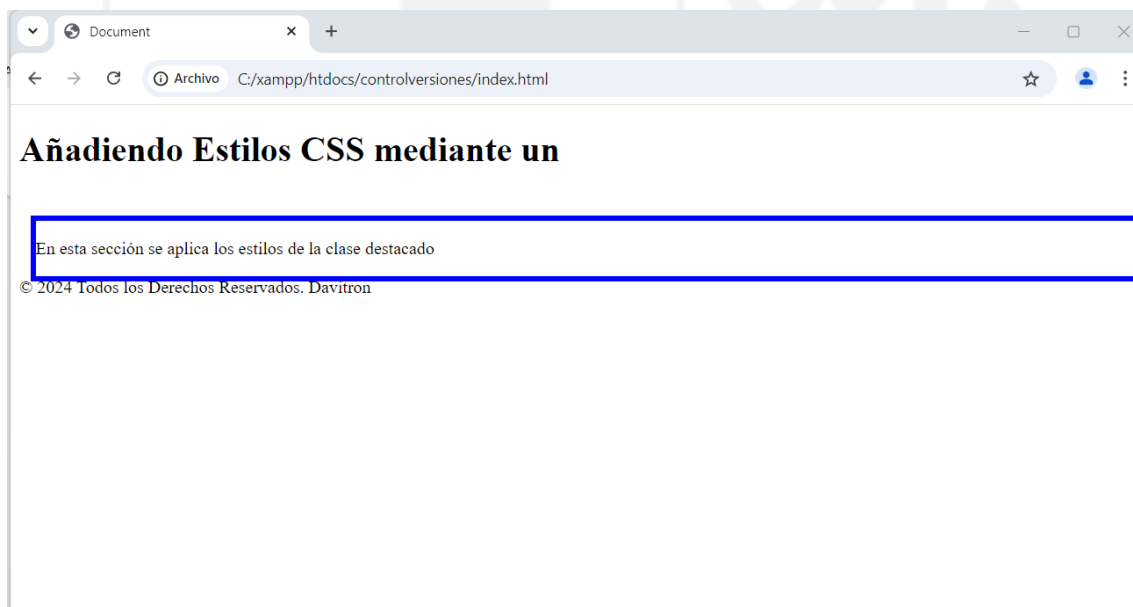 Document
Archivo C:/xampp/htdocs/controlversiones/index.html
Añadiendo Estilos CSS mediante un
En esta sección se aplica los estilos de la clase destacado
© 2024 Todos los Derechos Reservados. Davitron